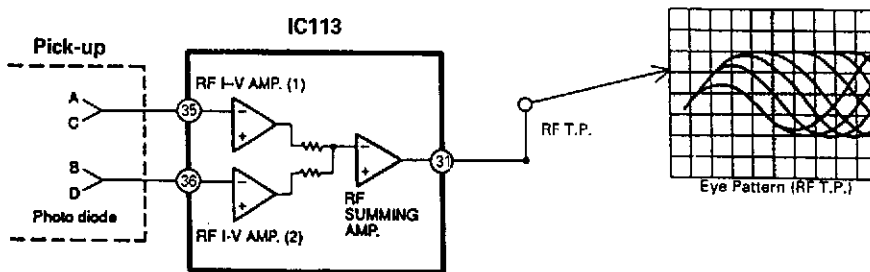 IC113
Pick-up
RF I-V AMP. (1)
A
C
35
B
D
36
Photo diode
RF I-V AMP. (2)
RF
SUMMING
AMP.
31
RF T.P.
Eye Pattern (RF T.P.)